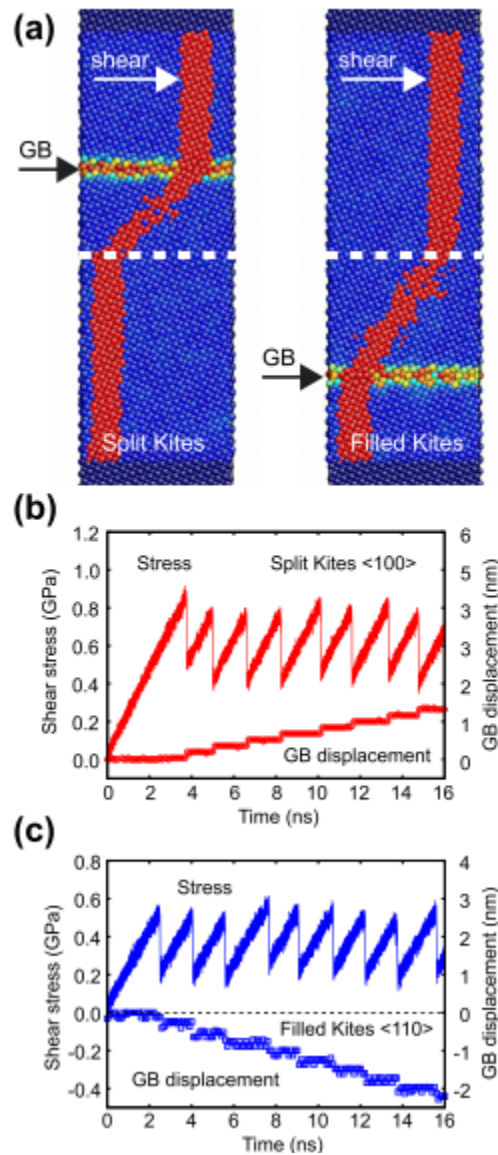 (a)
shear
shear
GB
GB
Split Kites
Filled Kites
(b)
1.2
1.0
0.8
0.6
0.4
0.2
0.0
Shear stress (GPa)
Stress
Split Kites <100>
GB displacement
6
5
4
3
3
2
1
0
GB displacement (nm)
0 2 4 6 8 10 12 14 16
Time (ns)
(c)
0.8
0.6
0.4
0.2
0.0
-0.2
-0.4
Shear stress (GPa)
Stress
Filled Kites <110>
GB displacement
4
3
2
1
0
-1
-2
GB displacement (nm)
0 2 4 6 8 10 12 14 16
Time (ns)